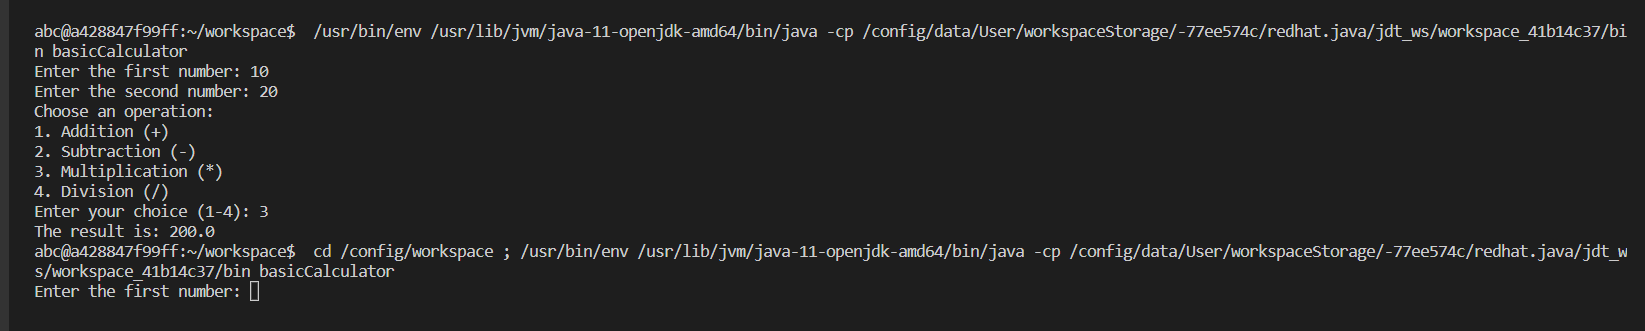 abc@a428847f99ff:~/workspace$  /usr/bin/env /usr/lib/jvm/java-11-openjdk-amd64/bin/java -cp /config/data/User/workspaceStorage/-77ee574c/redhat.java/jdt_ws/workspace_41b14c37/bi
n basicCalculator
Enter the first number: 10
Enter the second number: 20
Choose an operation:
1. Addition (+)
2. Subtraction (-)
3. Multiplication (*)
4. Division (/)
Enter your choice (1-4): 3
The result is: 200.0
abc@a428847f99ff:~/workspace$  cd /config/workspace ; /usr/bin/env /usr/lib/jvm/java-11-openjdk-amd64/bin/java -cp /config/data/User/workspaceStorage/-77ee574c/redhat.java/jdt_w
s/workspace_41b14c37/bin basicCalculator
Enter the first number: